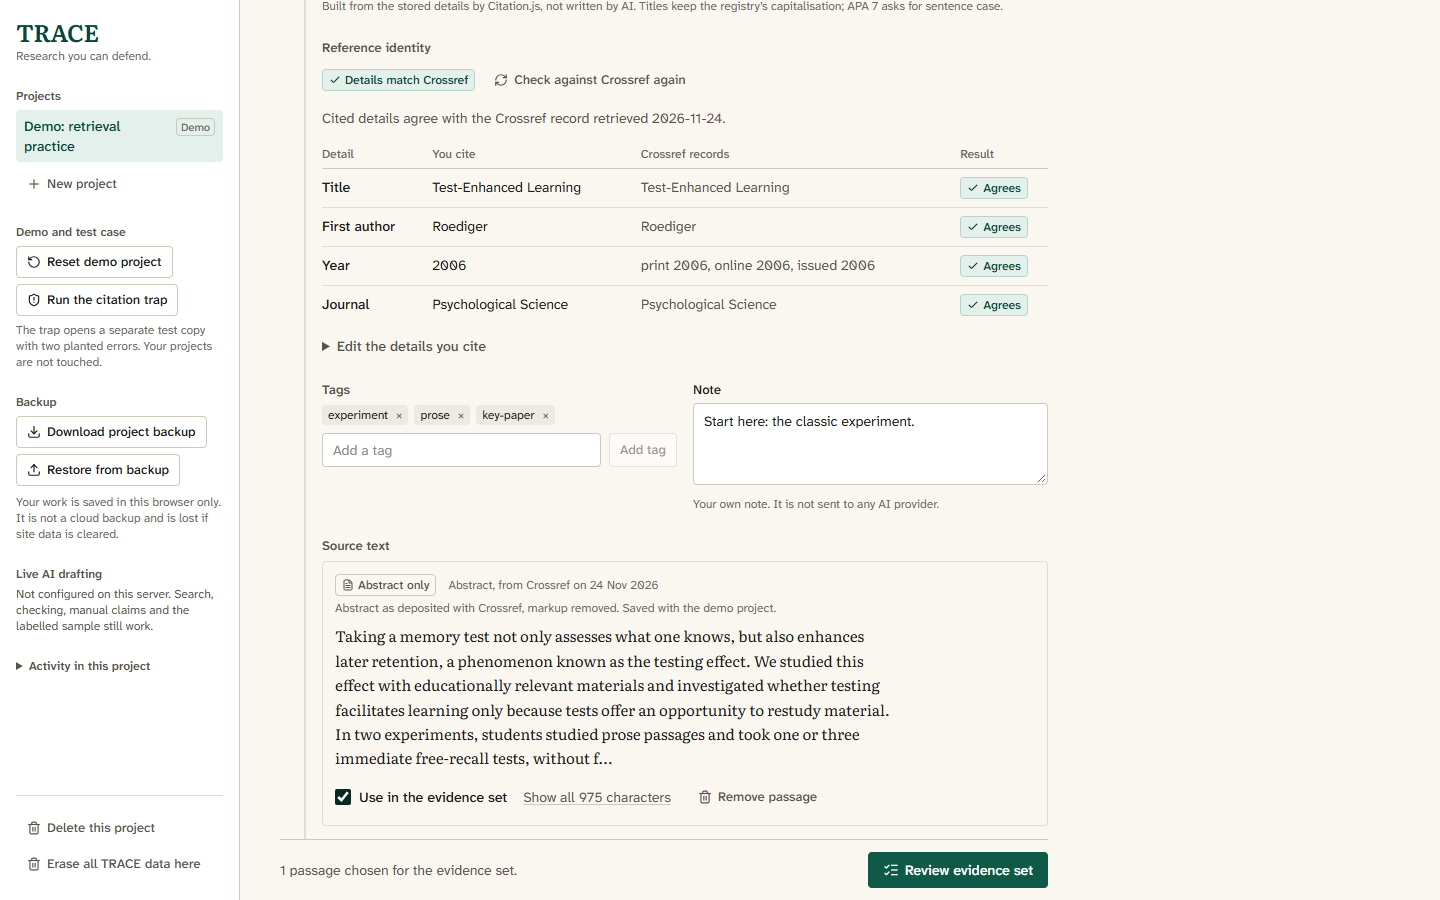 TRACE
Research you can defend.
Projects
Demo: retrieval
practice
Demo
New project
Demo and test case
Reset demo project
Run the citation trap
The trap opens a separate test copy
with two planted errors. Your projects
are not touched.
Backup
Download project backup
Restore from backup
Your work is saved in this browser only.
It is not a cloud backup and is lost if
site data is cleared.
Live AI drafting
Not configured on this server. Search,
checking, manual claims and the
labelled sample still work.
Activity in this project
Delete this project
Erase all TRACE data here
Built from the stored details by Citation.js, not written by AI. Titles keep the registry's capitalisation; APA 7 asks for sentence case.
Reference identity
Details match Crossref
Check against Crossref again
Cited details agree with the Crossref record retrieved 2026-11-24.
Detail You cite Crossref records Result
Title Test-Enhanced Learning Test-Enhanced Learning Agrees
First author Roediger Roediger Agrees
Year 2006 print 2006, online 2006, issued 2006 Agrees
Journal Psychological Science Psychological Science Agrees
Edit the details you cite
Tags
experiment × prose × key-paper ×
Add a tag
Add tag
Note
Start here: the classic experiment.
Your own note. It is not sent to any AI provider.
Source text
Abstract only
Abstract, from Crossref on 24 Nov 2026
Abstract as deposited with Crossref, markup removed. Saved with the demo project.
Taking a memory test not only assesses what one knows, but also enhances
later retention, a phenomenon known as the testing effect. We studied this
effect with educationally relevant materials and investigated whether testing
facilitates learning only because tests offer an opportunity to restudy material.
In two experiments, students studied prose passages and took one or three
immediate free-recall tests, without f…
Use in the evidence set
Show all 975 characters
Remove passage
1 passage chosen for the evidence set.
Review evidence set